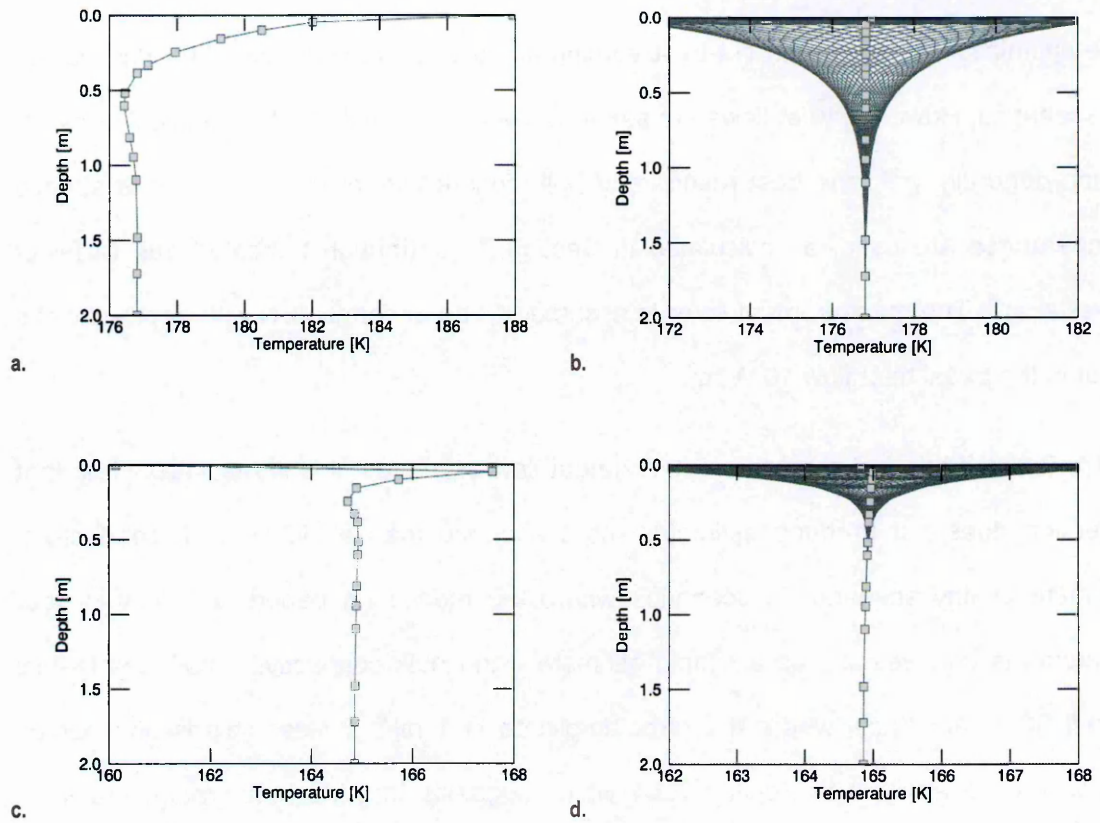 0.0
0.5
1.0
1.5
2.0
Depth [m]
176 178 180 182 184 186 188
Temperature [K]
a.
0.0
0.5
1.0
1.5
2.0
Depth [m]
172 174 176 178 180 182
Temperature [K]
b.
0.0
0.5
1.0
1.5
2.0
Depth [m]
160 162 164 166 168
Temperature [K]
c.
0.0
0.5
1.0
1.5
2.0
Depth [m]
162 163 164 165 166 167 168
Temperature [K]
d.